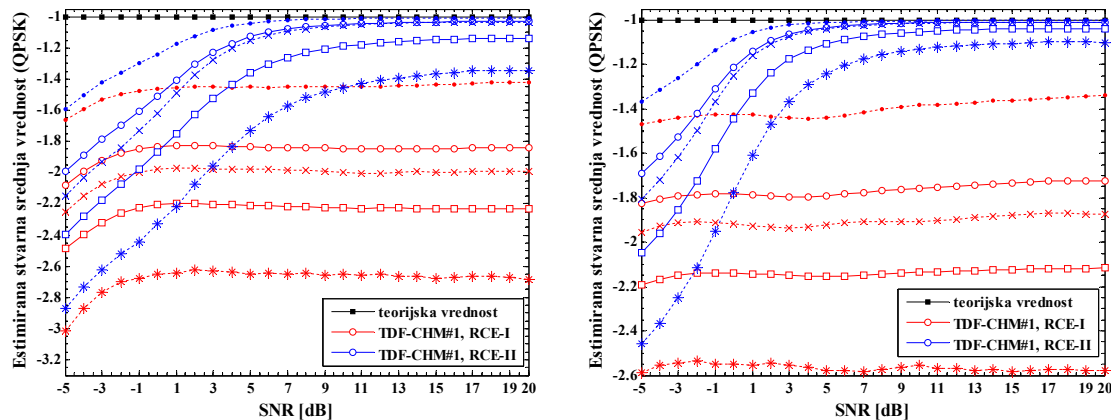 Estimirana stvarna srednja vrednost (QPSK)
-1
-1.2
-1.4
-1.6
-1.8
-2
-2.2
-2.4
-2.6
-2.8
-3
-3.2
teorijska vrednost
TDF-CHM#1, RCE-I
TDF-CHM#1, RCE-II
-5 -3 -1 1 3 5 7 9 11 13 15 17 19 20
SNR [dB]
Estimirana stvarna srednja vrednost (QPSK)
-1
-1.2
-1.4
-1.6
-1.8
-2
-2.2
-2.4
-2.6
teorijska vrednost
TDF-CHM#1, RCE-I
TDF-CHM#1, RCE-II
-5 -3 -1 1 3 5 7 9 11 13 15 17 19 20
SNR [dB]